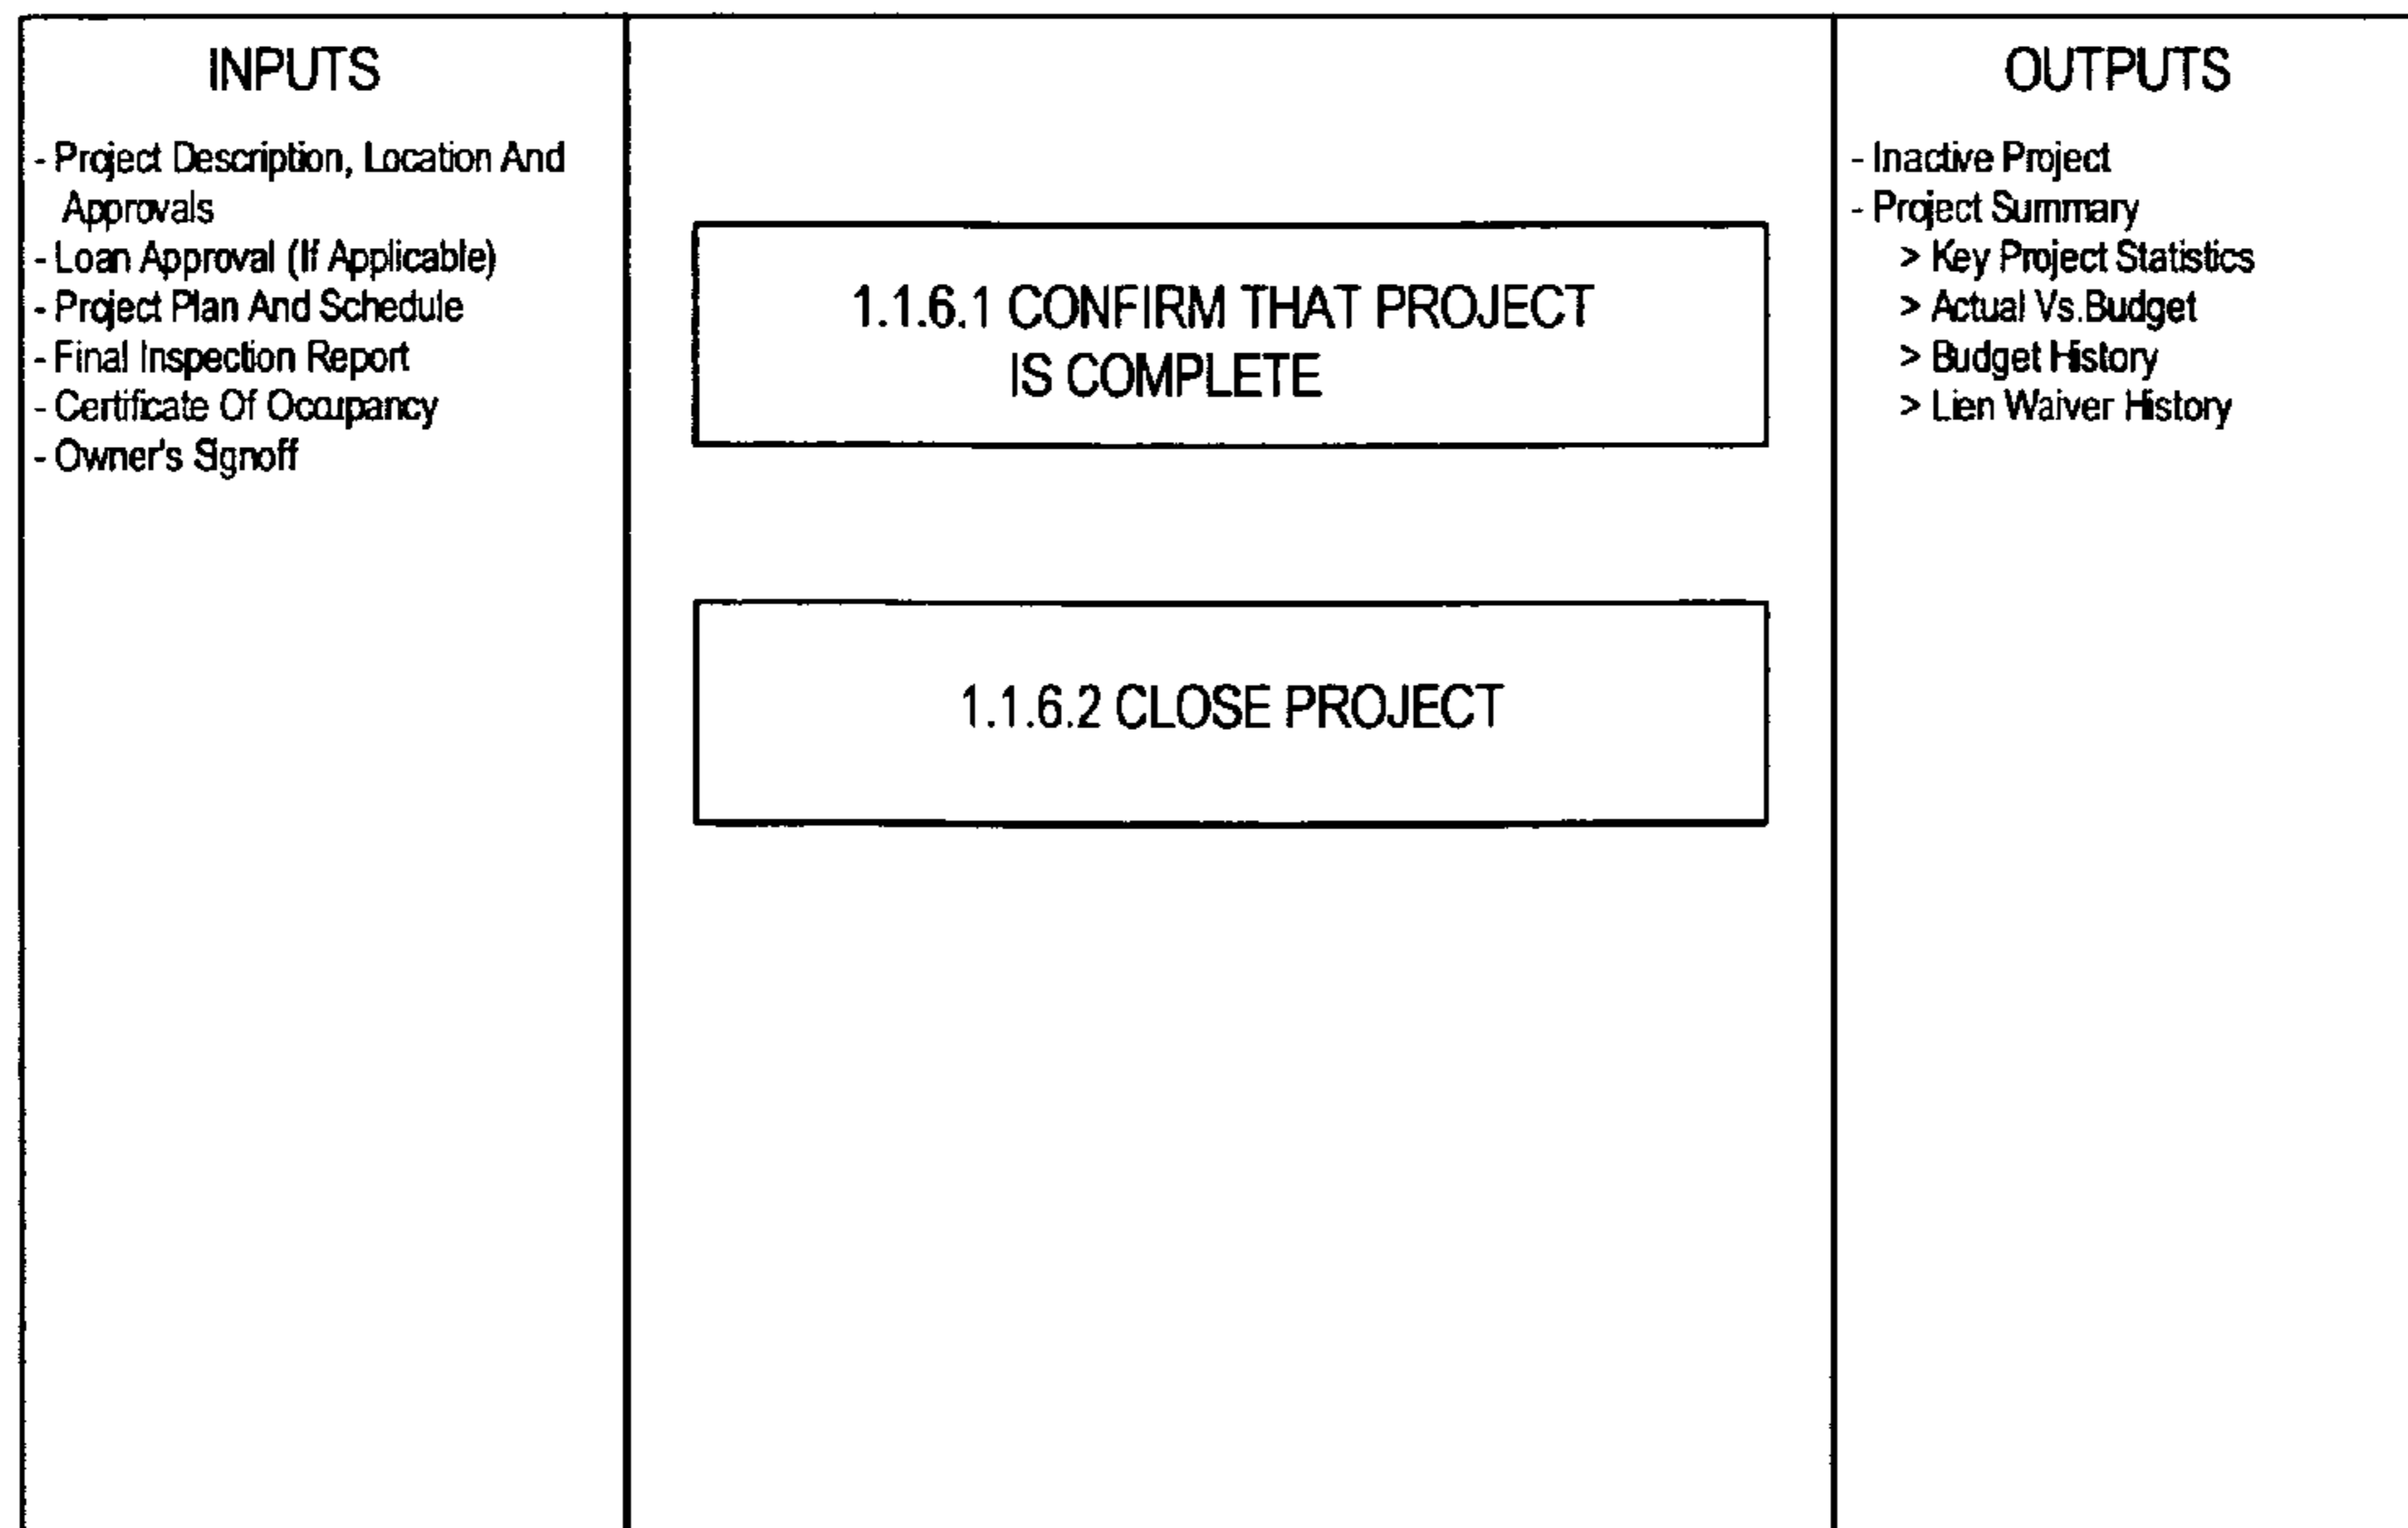 INPUTS
- Project Description, Location And
Approvals
- Loan Approval (If Applicable)
- Project Plan And Schedule
- Final Inspection Report
- Certificate Of Occupancy
- Owner's Signoff
1.1.6.1 CONFIRM THAT PROJECT
IS COMPLETE
1.1.6.2 CLOSE PROJECT
OUTPUTS
- Inactive Project
- Project Summary
> Key Project Statistics
> Actual Vs.Budget
> Budget History
> Lien Waiver History